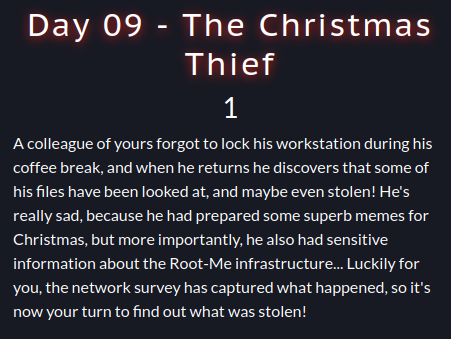 Day 09 - The Christmas
Thief
1
A colleague of yours forgot to lock his workstation during his
coffee break, and when he returns he discovers that some of
his files have been looked at, and maybe even stolen! He's
really sad, because he had prepared some superb memes for
Christmas, but more importantly, he also had sensitive
information about the Root-Me infrastructure... Luckily for
you, the network survey has captured what happened, so it's
now your turn to find out what was stolen!